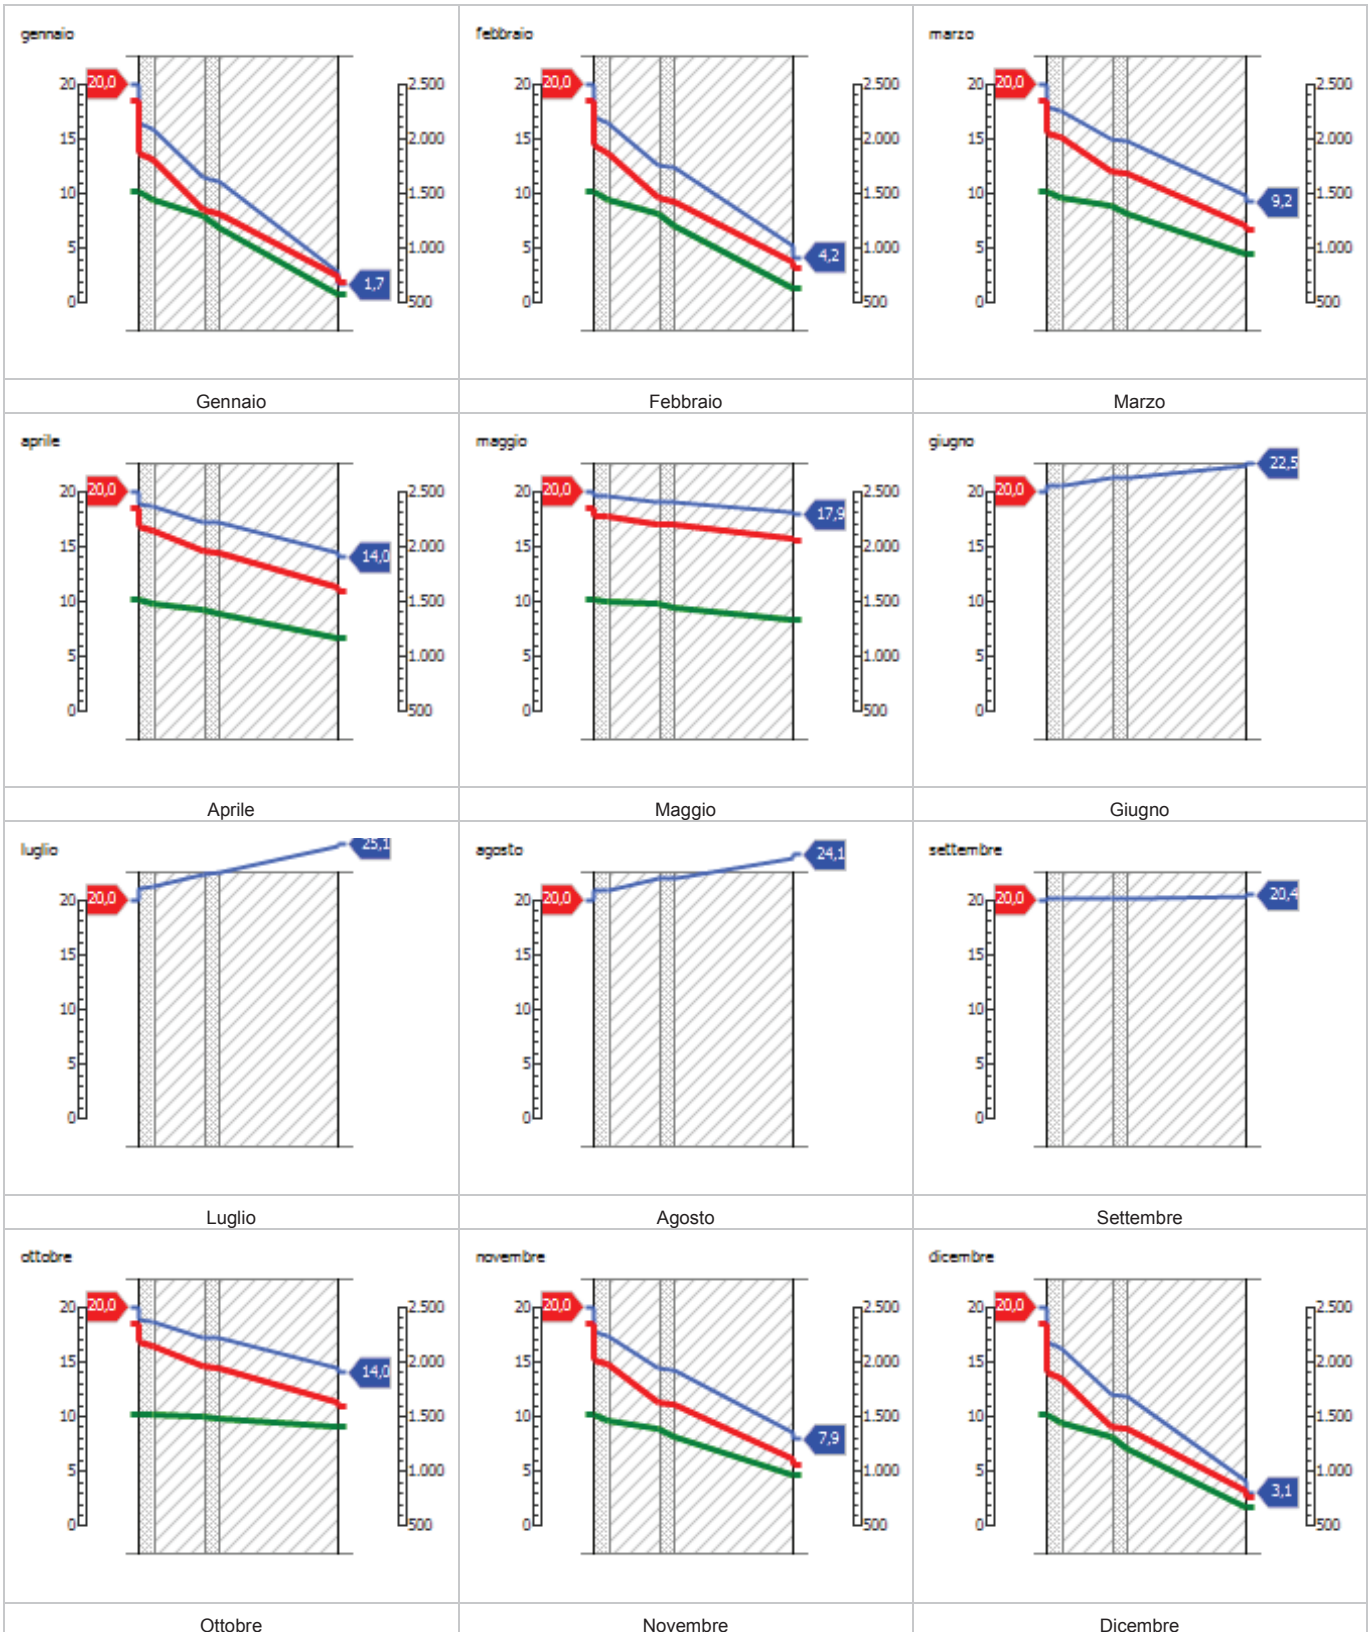 gennaio febbraio marzo
20 20,0 2.500 20 20,0 2.500 20 20,0 2.500
15 2.000 15 2.000 15 2.000
10 1.500 10 1.500 10 9,2 1.500
5 1.000 5 4,2 1.000 5 1.000
0 1,7 500 0 500 0 500
Gennaio Febbraio Marzo
aprile maggio giugno
22,5
20 20,0 2.500 20 20,0 2.500 20 20,0
17,9
15 14,0 2.000 15 2.000 15
10 1.500 10 1.500 10
5 1.000 5 1.000 5
0 500 0 500 0
Aprile Maggio Giugno
luglio 25,1 agosto 24,1 settembre
20 20,0 20 20,0 20 20,0 20,4
15 15 15
10 10 10
5 5 5
0 0 0
Luglio Agosto Settembre
ottobre novembre dicembre
20 20,0 2.500 20 20,0 2.500 20 20,0 2.500
15 14,0 2.000 15 2.000 15 2.000
10 1.500 10 1.500 10 1.500
7,9
5 1.000 5 1.000 5 1.000
3,1
0 500 0 500 0 500
Ottobre Novembre Dicembre